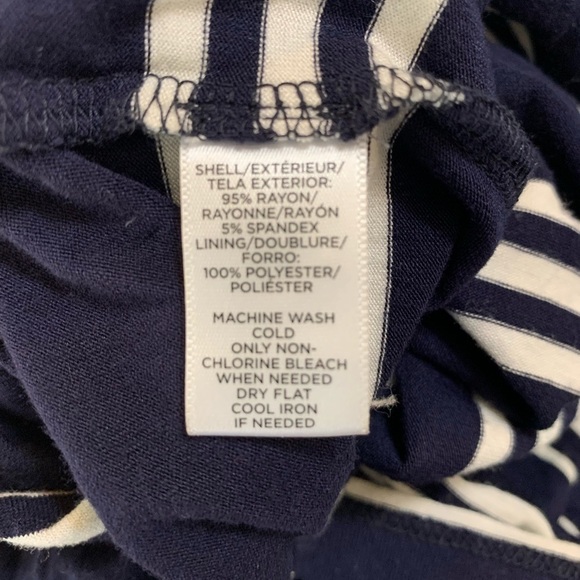 SHELL/EXTÉRIEUR/
TELA EXTERIOR:
95% RAYON/
RAYONNE/RAYÓN
5% SPANDEX
LINING/DOUBLURE/
FORRO:
100% POLYESTER/
POLIÉSTER
MACHINE WASH
COLD
ONLY NON-
CHLORINE BLEACH
WHEN NEEDED
DRY FLAT
COOL IRON
IF NEEDED